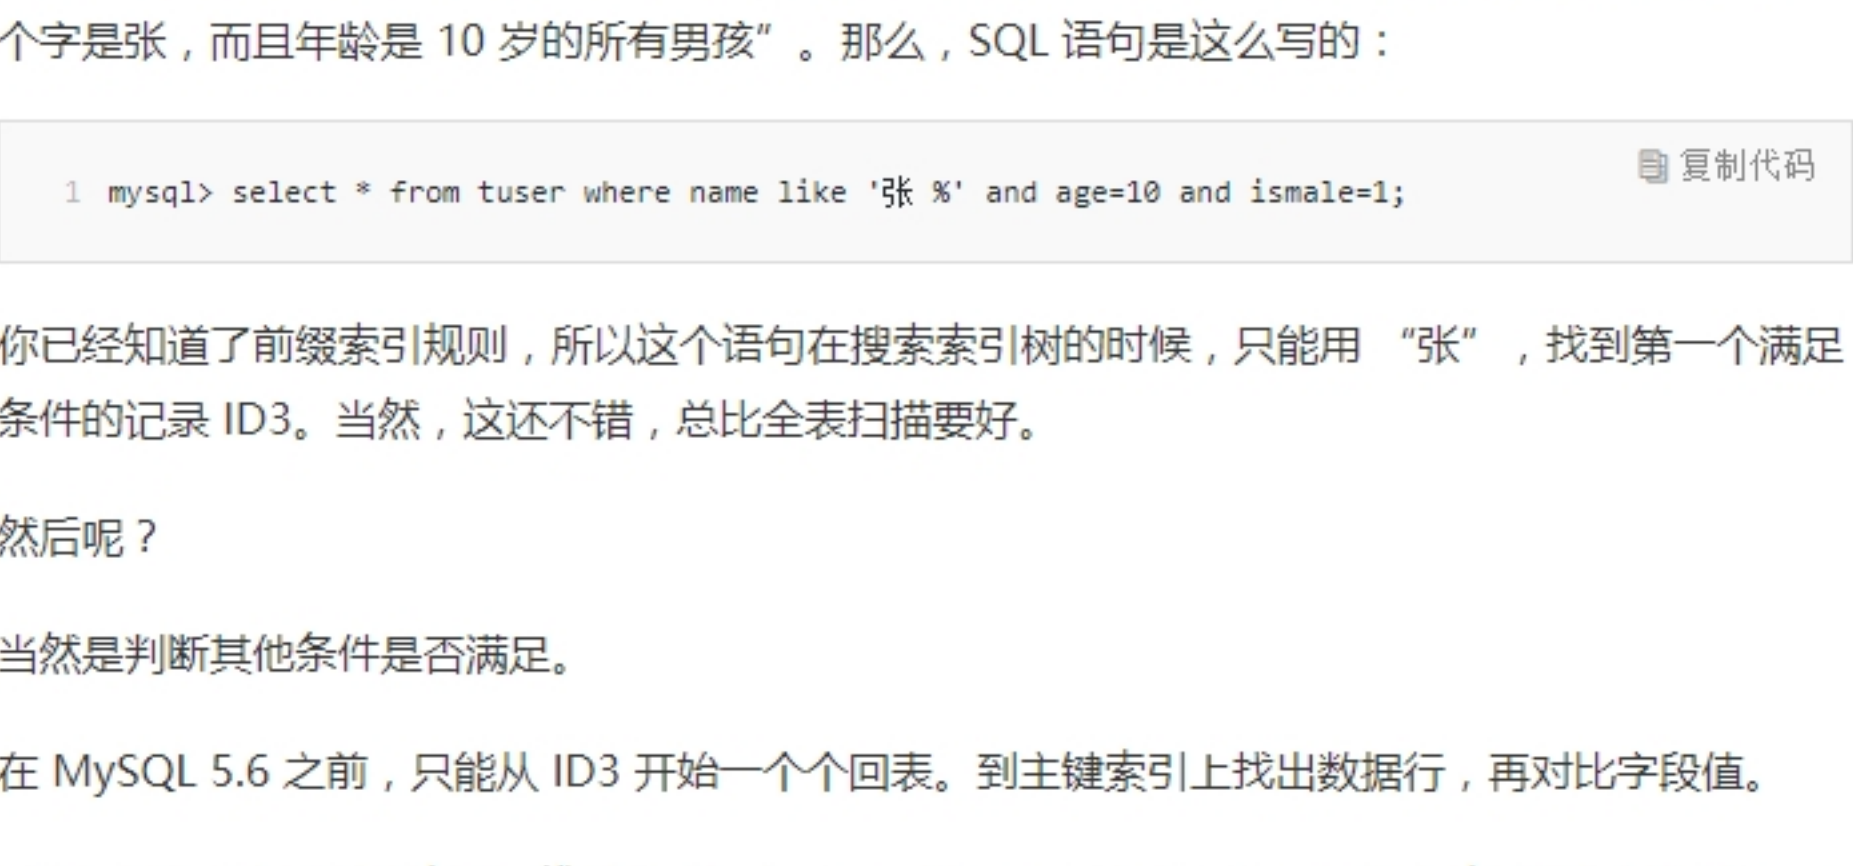 个字是张，而且年龄是 10 岁的所有男孩”。那么，SQL 语句是这么写的：
复制代码
1 mysql> select * from tuser where name like '张 %' and age=10 and ismale=1;
你已经知道了前缀索引规则，所以这个语句在搜索索引树的时候，只能用 “张”，找到第一个满足
条件的记录 ID3。当然，这还不错，总比全表扫描要好。
然后呢？
当然是判断其他条件是否满足。
在 MySQL 5.6 之前，只能从 ID3 开始一个个回表。到主键索引上找出数据行，再对比字段值。